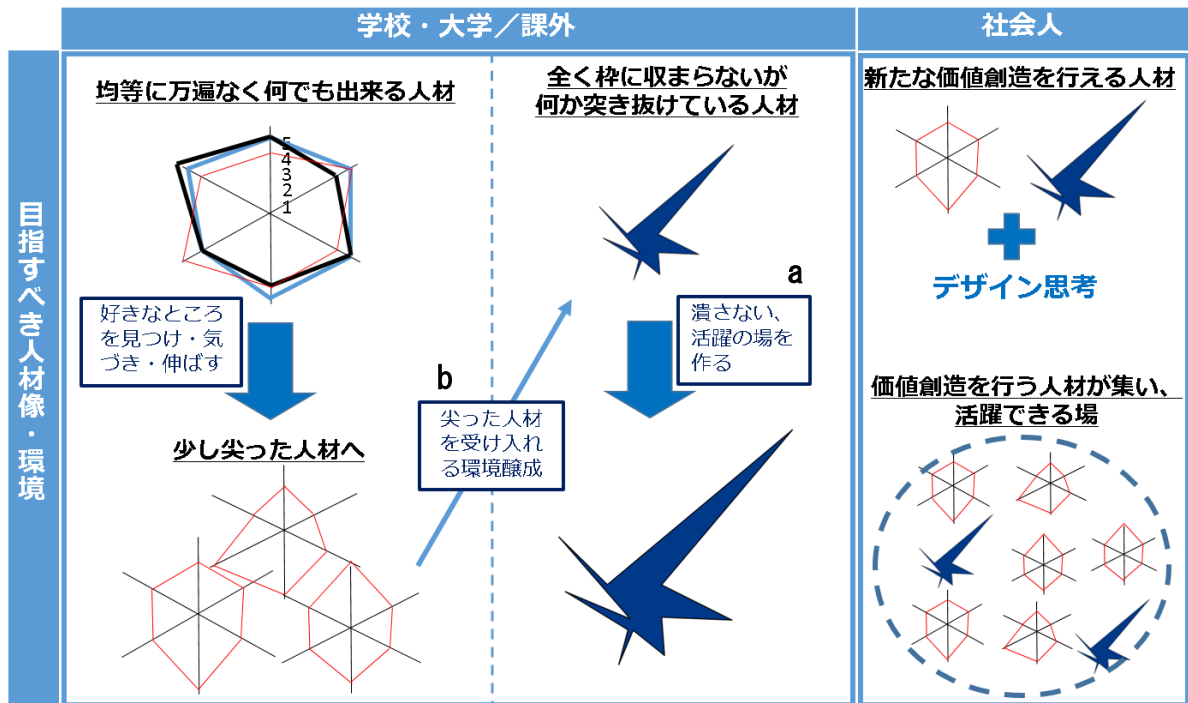 学校・大学／課外
社会人
目指すべき人材像・環境
均等に万遍なく何でも出来る人材
5
4
3
2
1
好きなところ
を見つけ・気
づき・伸ばす
少し尖った人材へ
全く枠に収まらないが
何か突き抜けている人材
a
潰さない、
活躍の場を
作る
b
尖った人材
を受け入れ
る環境醸成
新たな価値創造を行える人材
デザイン思考
価値創造を行う人材が集い、
活躍できる場